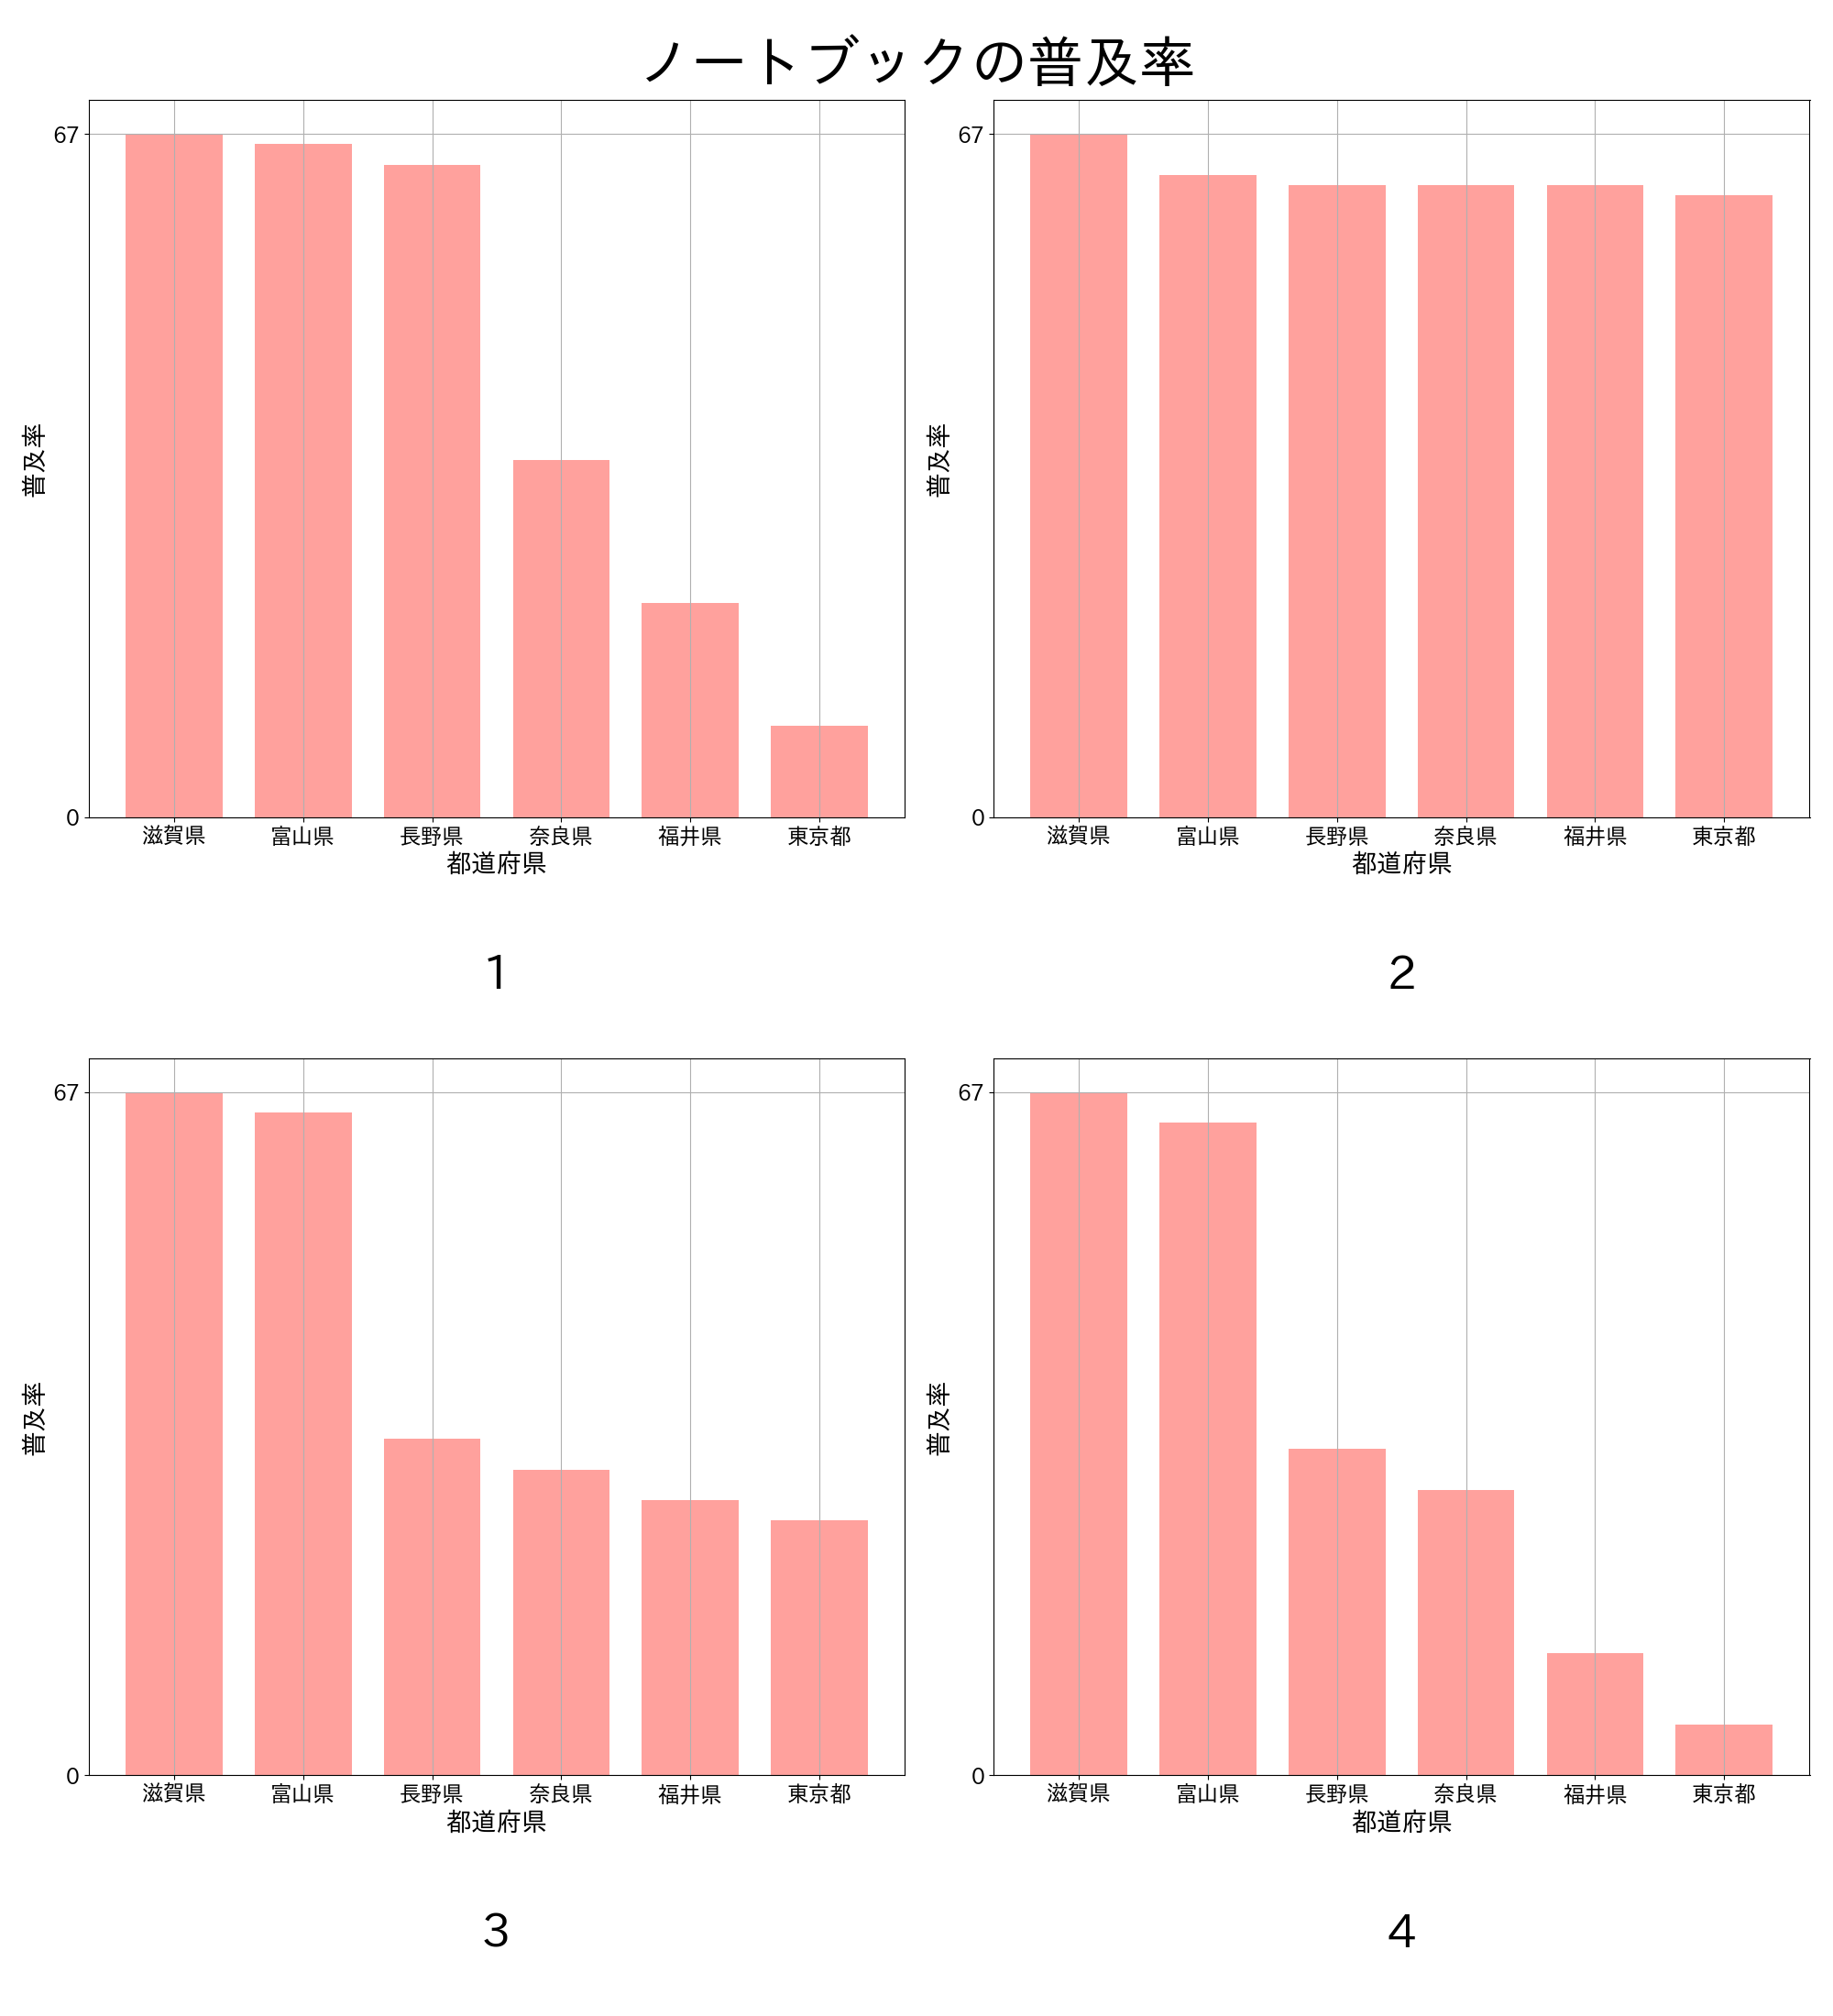 ノートブックの普及率
67
0
普及率
滋賀県 富山県 長野県 奈良県 福井県 東京都
都道府県
1
67
0
普及率
滋賀県 富山県 長野県 奈良県 福井県 東京都
都道府県
2
67
0
普及率
滋賀県 富山県 長野県 奈良県 福井県 東京都
都道府県
3
67
0
普及率
滋賀県 富山県 長野県 奈良県 福井県 東京都
都道府県
4